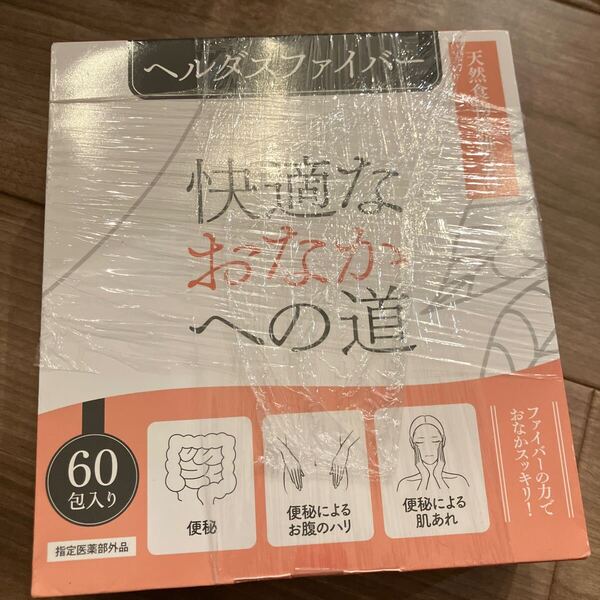 ヘルダスファイバー
天然食
快適な
おなか
への道
60
包入り
指定医薬部外品
便秘
便秘による
お腹のハリ
便秘による
肌あれ
ファイバーの力で
おなかスッキリ!